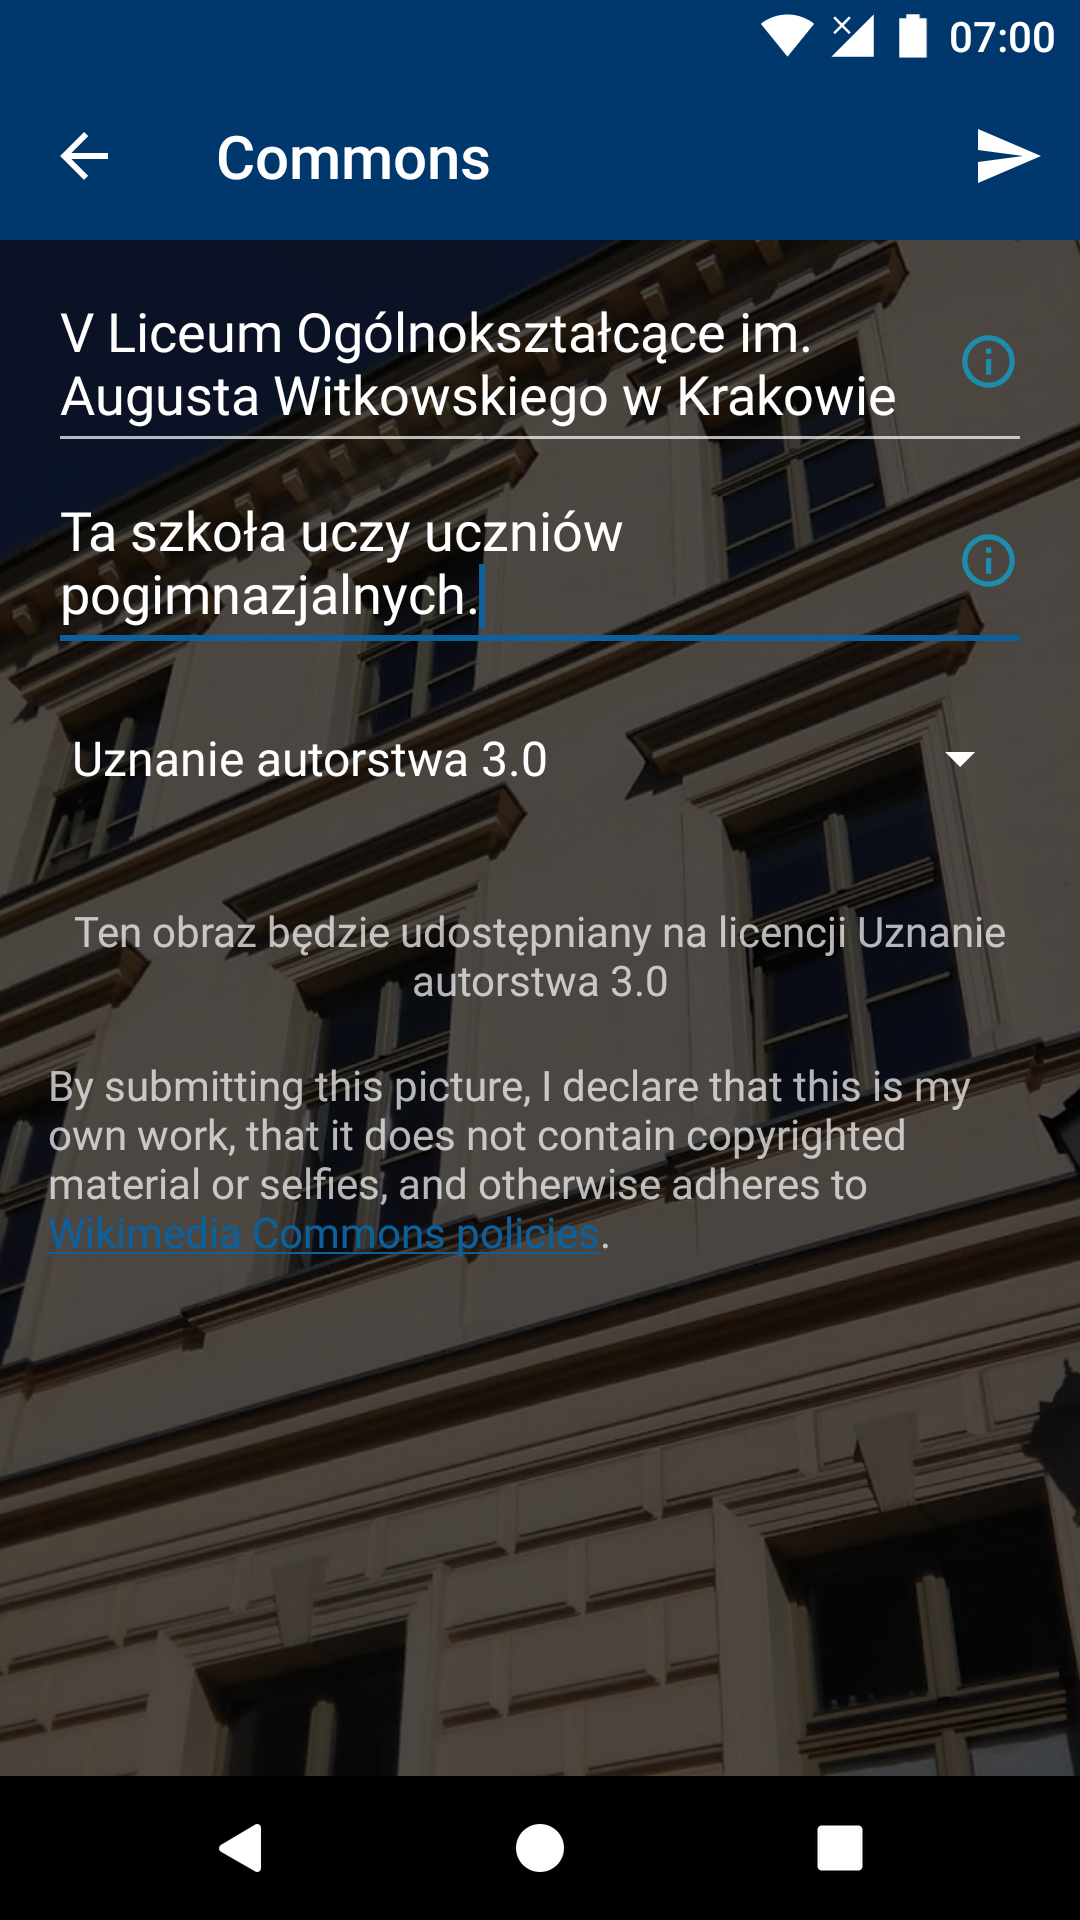 07:00
Commons
V Liceum Ogólnokształcące im.
Augusta Witkowskiego w Krakowie
Ta szkoła uczy uczniów
pogimnazjalnych.
Uznanie autorstwa 3.0
Ten obraz będzie udostępniany na licencji Uznanie
autorstwa 3.0
By submitting this picture, I declare that this is my
own work, that it does not contain copyrighted
material or selfies, and otherwise adheres to
Wikimedia Commons policies.